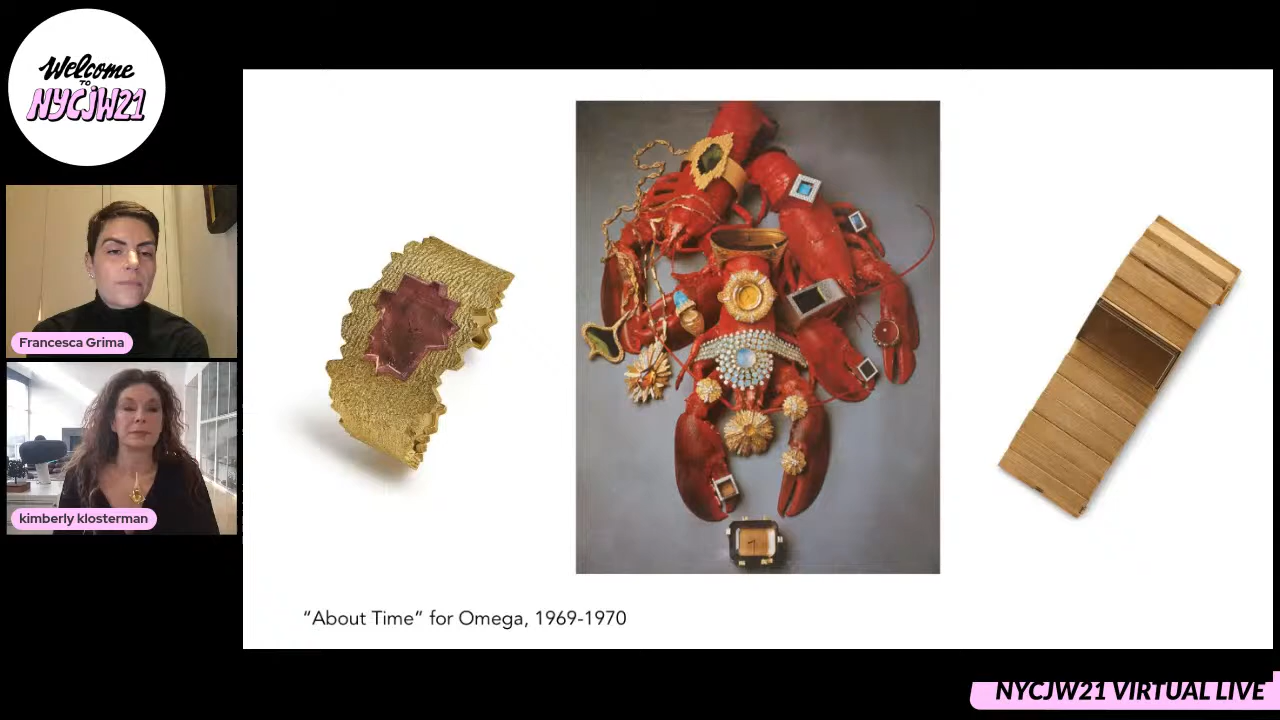 Welcome
TO
NYCJW21
Francesca Grima
kimberly klosterman
“About Time” for Omega, 1969-1970
NYCJW21 VIRTUAL LIVE